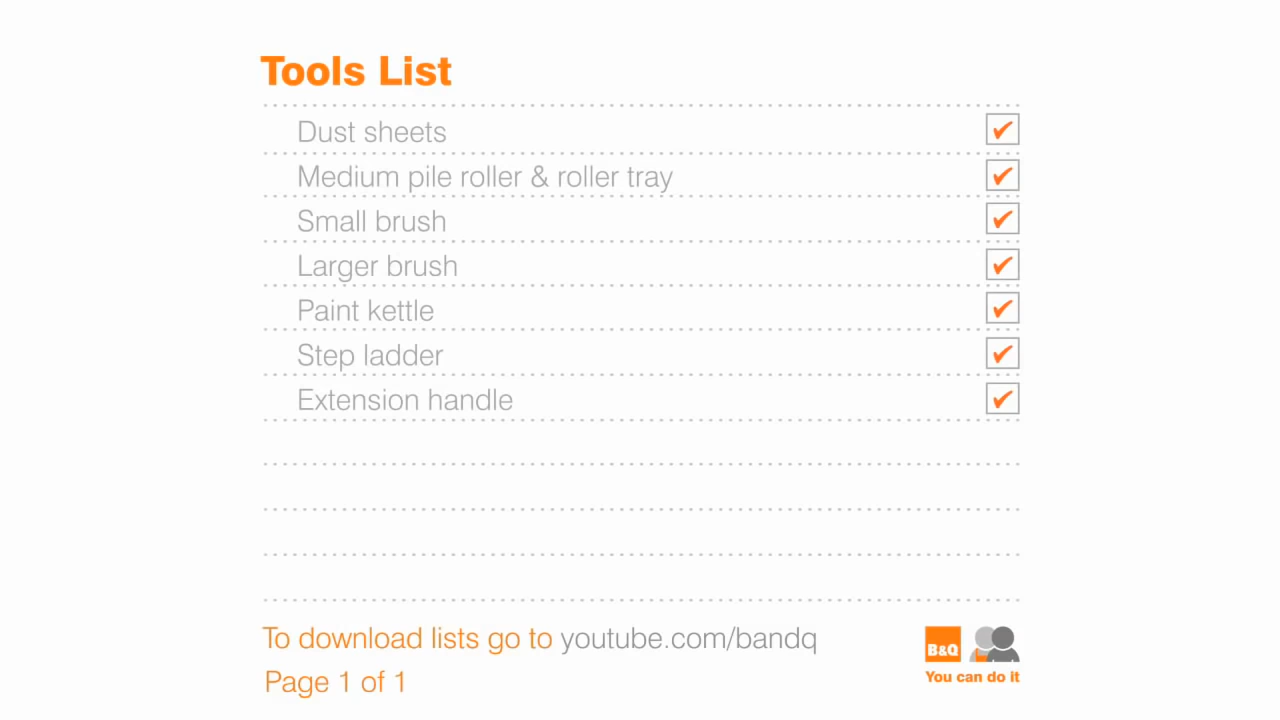 Tools List
Dust sheets
Medium pile roller & roller tray
Small brush
Larger brush
Paint kettle
Step ladder
Extension handle
To download lists go to youtube.com/bandq
Page 1 of 1
B&Q
You can do it